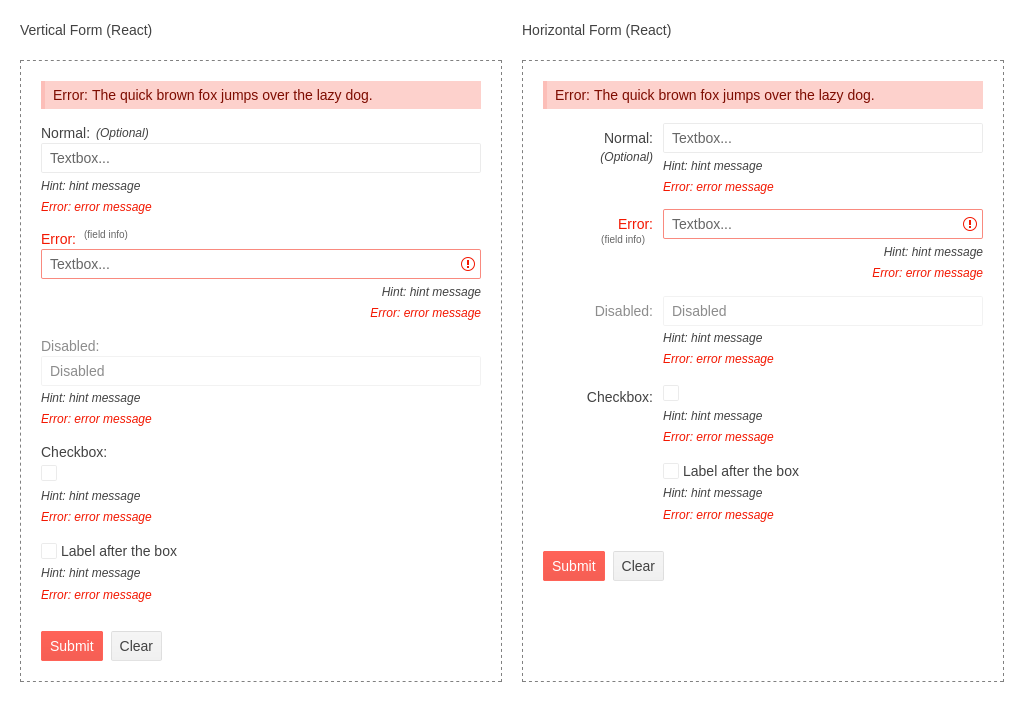 Vertical Form (React)
Error: The quick brown fox jumps over the lazy dog.
Normal: (Optional)
Textbox...
Hint: hint message
Error: error message
Error: (field info)
Textbox...
Hint: hint message
Error: error message
Disabled:
Disabled
Hint: hint message
Error: error message
Checkbox:
Hint: hint message
Error: error message
Label after the box
Hint: hint message
Error: error message
Submit Clear
Horizontal Form (React)
Error: The quick brown fox jumps over the lazy dog.
Normal: Textbox...
(Optional) Hint: hint message
Error: error message
Error: Textbox...
(field info)
Hint: hint message
Error: error message
Disabled: Disabled
Hint: hint message
Error: error message
Checkbox:
Hint: hint message
Error: error message
Label after the box
Hint: hint message
Error: error message
Submit Clear